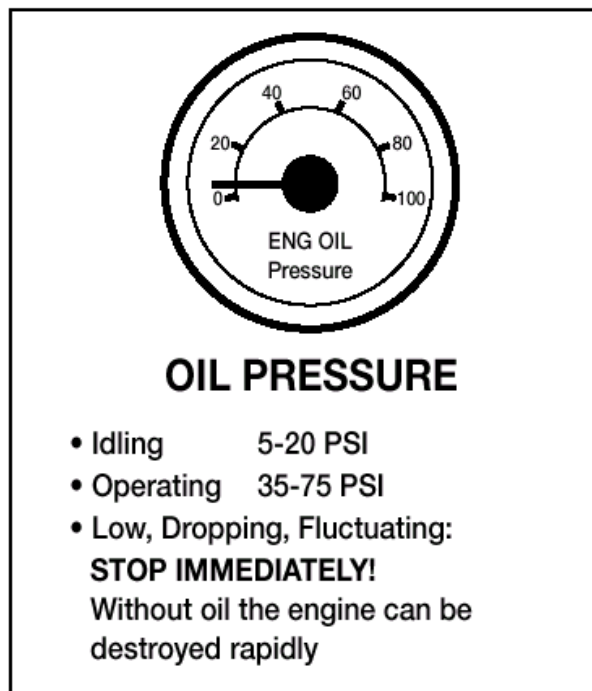 40 60
20 80
0 100
ENG OIL
Pressure
OIL PRESSURE
• Idling 5-20 PSI
• Operating 35-75 PSI
• Low, Dropping, Fluctuating:
STOP IMMEDIATELY!
Without oil the engine can be
destroyed rapidly